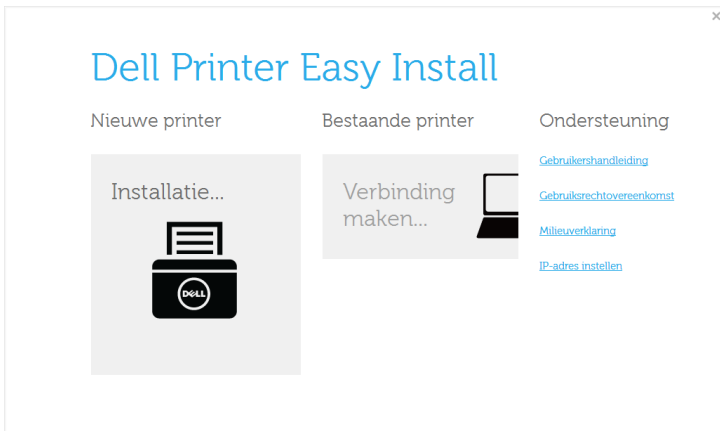 Dell Printer Easy Install
Nieuwe printer
Installatie...
DELL
Bestaande printer
Verbinding
maken...
Ondersteuning
Gebruikershandleiding
Gebruiksrechtovereenkomst
Milieuverklaring
IP-adres instellen